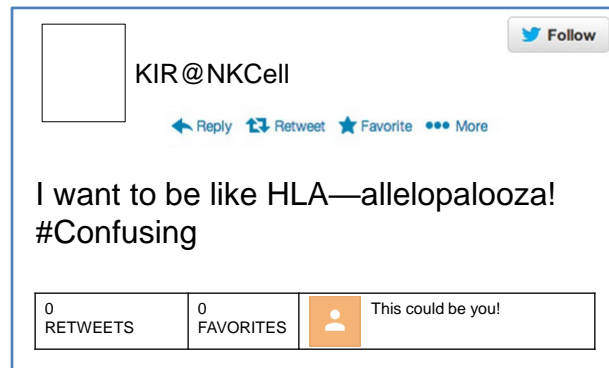 Follow
KIR@NKCell
Reply Retweet Favorite More
I want to be like HLA—allelopalooza!
#Confusing
0 0 This could be you!
RETWEETS FAVORITES